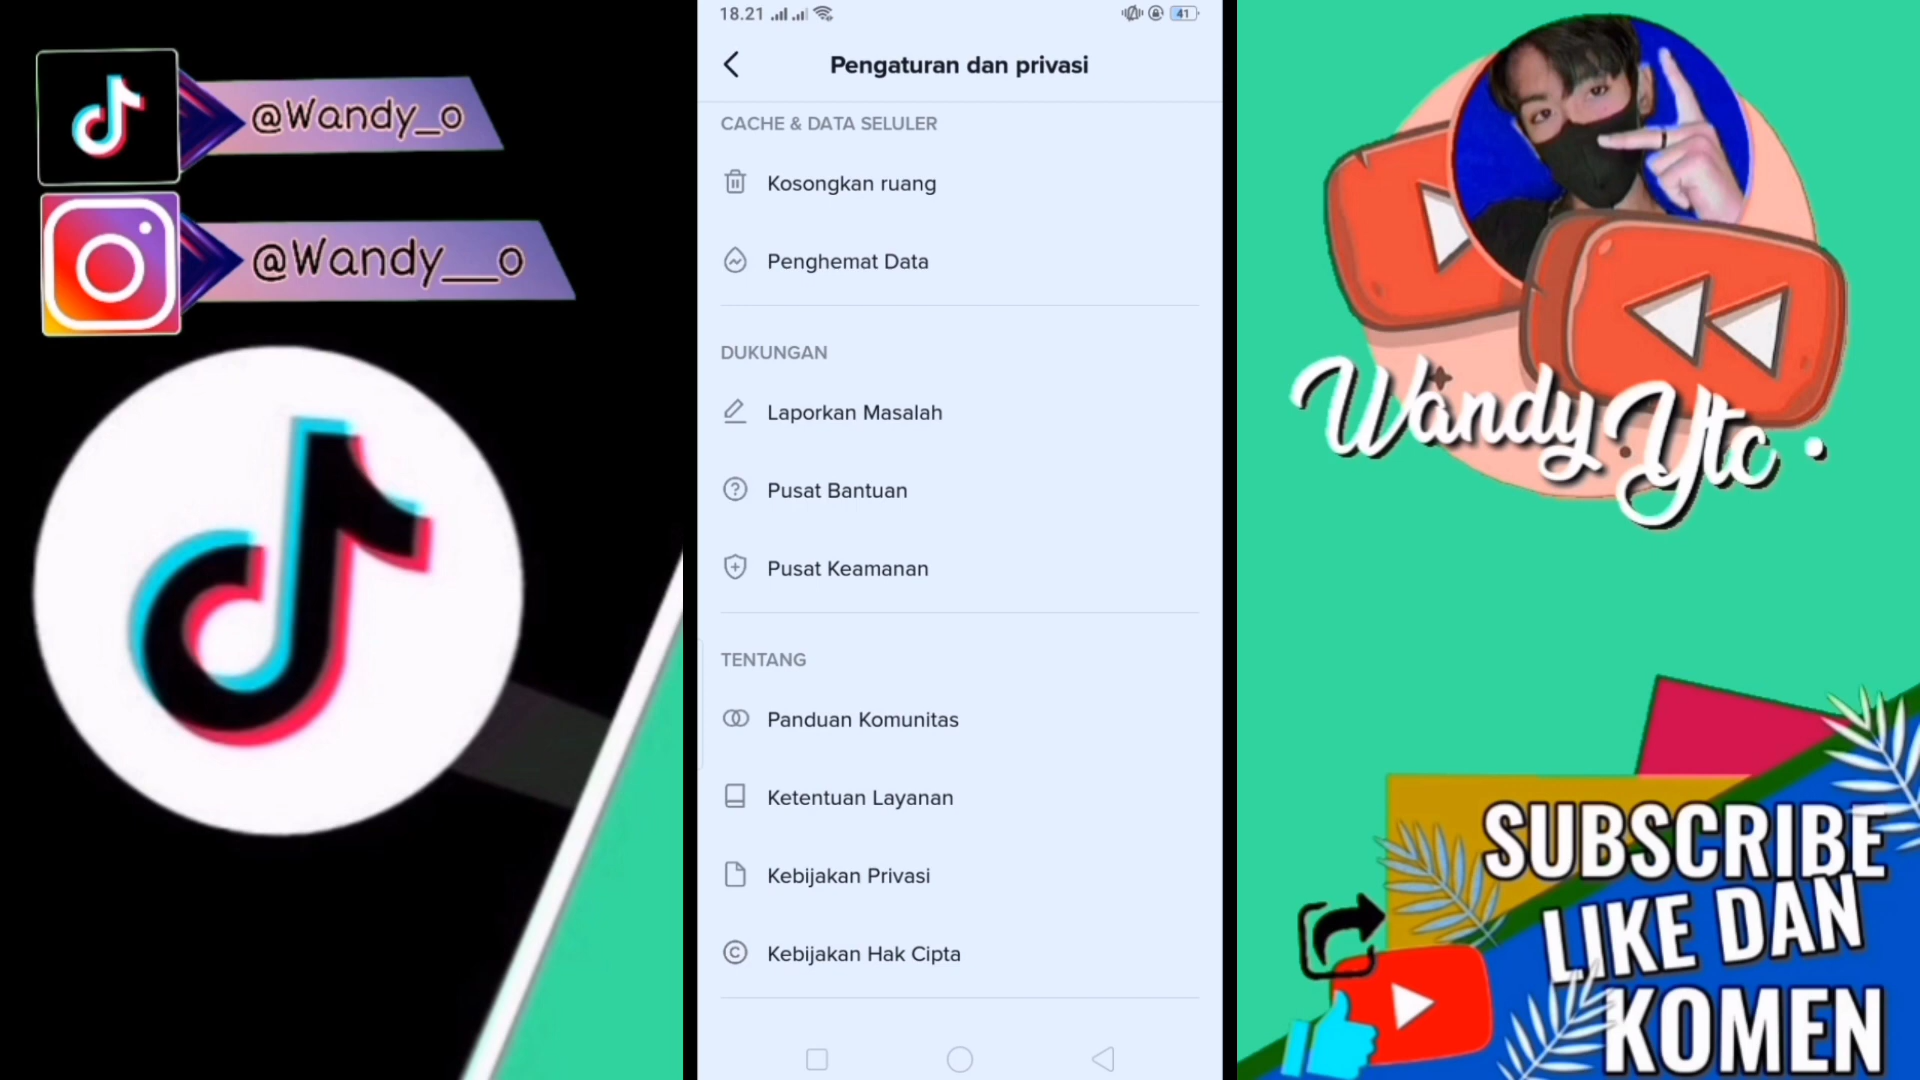 @Wandy_o
@Wandy__o
18.21
41
Pengaturan dan privasi
CACHE & DATA SELULER
Kosongkan ruang
Penghemat Data
DUKUNGAN
Laporkan Masalah
Pusat Bantuan
Pusat Keamanan
TENTANG
Panduan Komunitas
Ketentuan Layanan
Kebijakan Privasi
Kebijakan Hak Cipta
Wandy Ytc
SUBSCRIBE
LIKE DAN
KOMEN